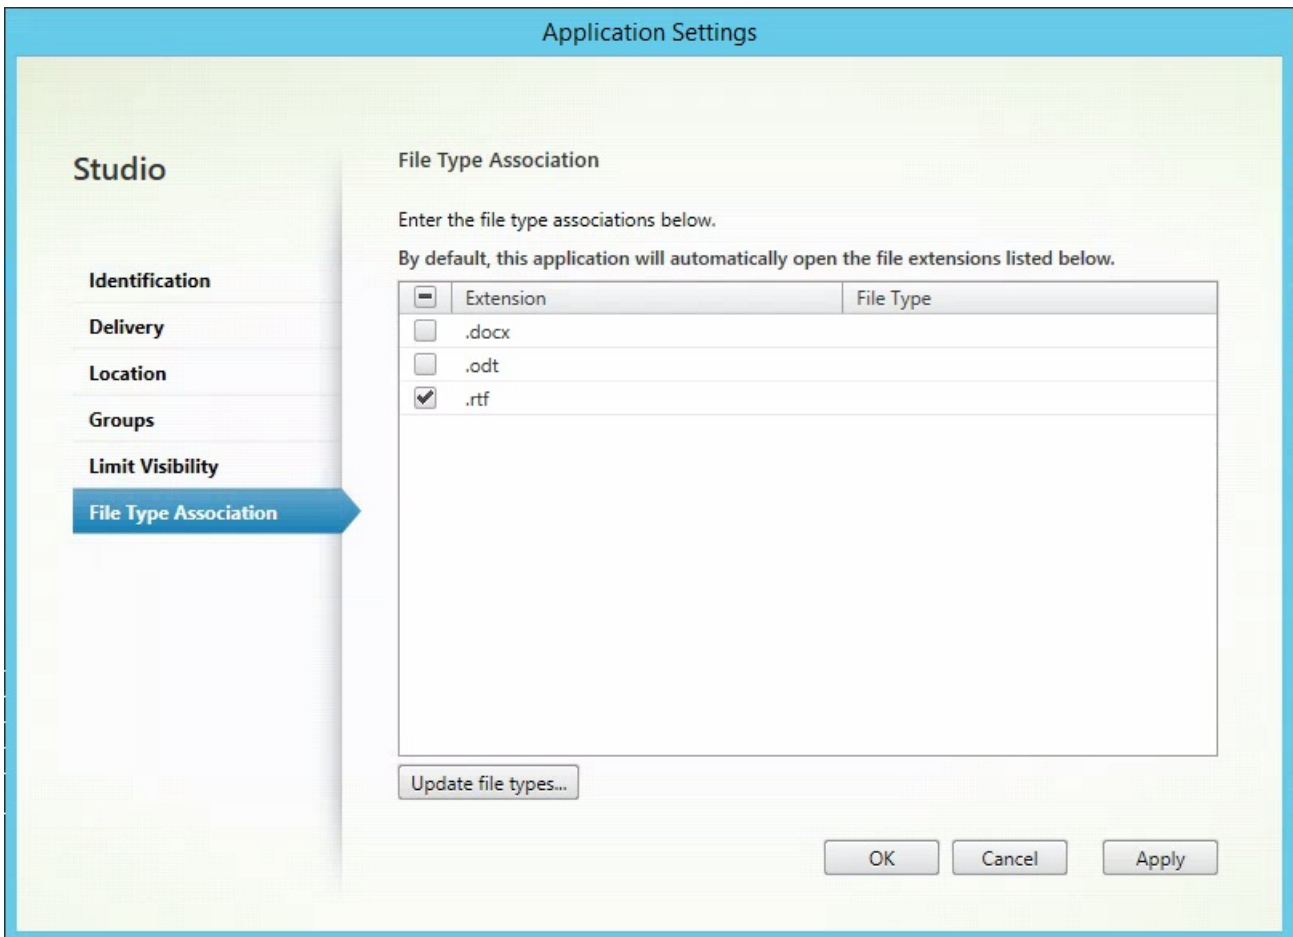 Application Settings
Studio
Identification
Delivery
Location
Groups
Limit Visibility
File Type Association
File Type Association
Enter the file type associations below.
By default, this application will automatically open the file extensions listed below.
Extension File Type
.docx
.odt
.rtf
Update file types...
OK Cancel Apply